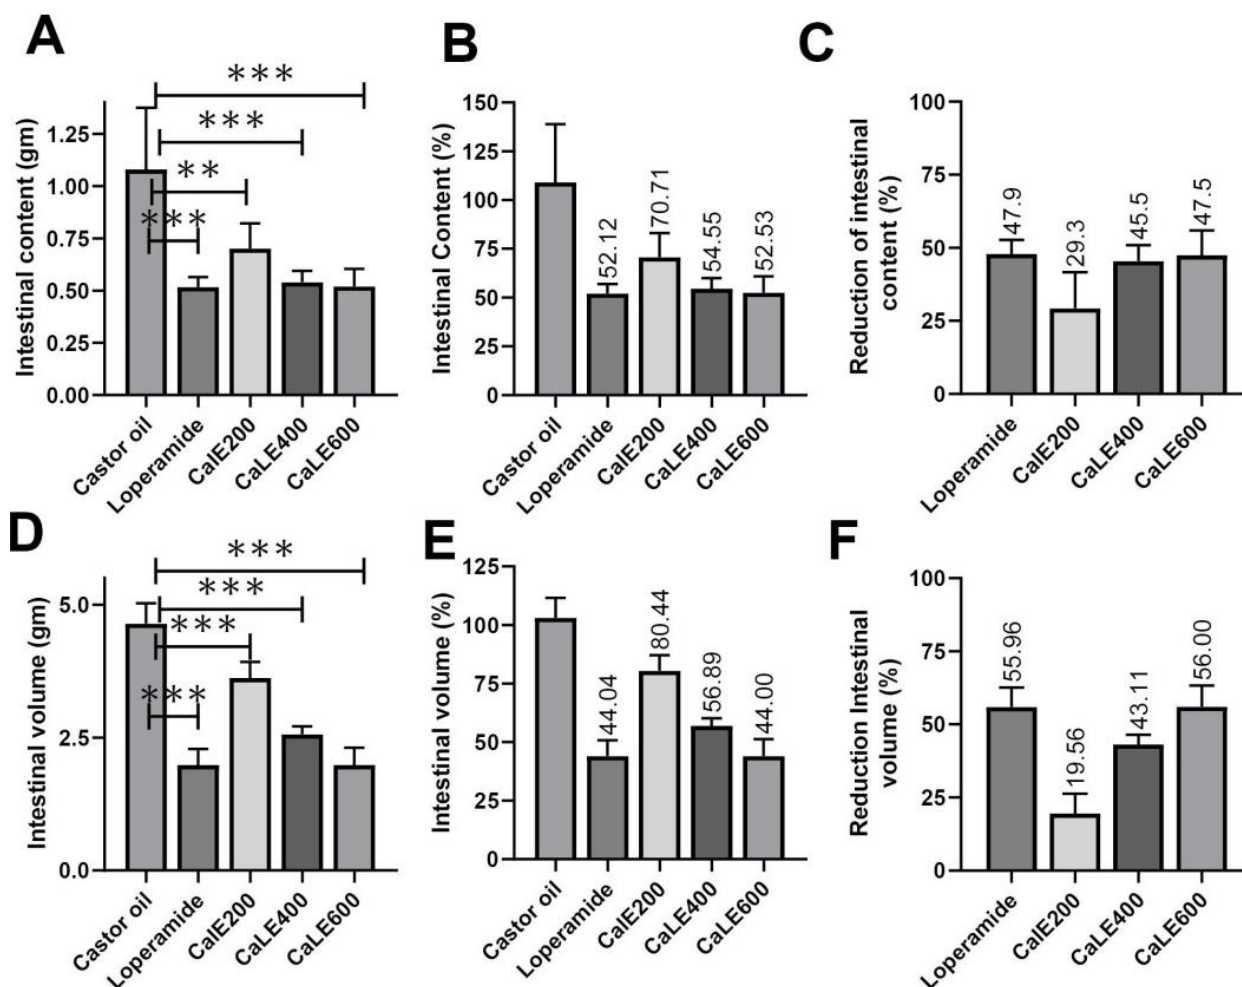 A
Intestinal content (gm)
1.25
1.00
0.75
0.50
0.25
0.00
***
***
**
***
Castor oil
Loperamide
CalE200
CaLE400
CaLE600
B
Intestinal Content (%)
150
125
100
75
50
25
0
52.12
70.71
54.55
52.53
Castor oil
Loperamide
CalE200
CaLE400
CaLE600
C
Reduction of intestinal
content (%)
100
75
50
25
0
47.9
29.3
45.5
47.5
Loperamide
CalE200
CaLE400
CaLE600
D
Intestinal volume (gm)
5.0
2.5
0.0
***
***
***
***
Castor oil
Loperamide
CalE200
CaLE400
CaLE600
E
Intestinal volume (%)
125
100
75
50
25
0
44.04
80.44
56.89
44.00
Castor oil
Loperamide
CalE200
CaLE400
CaLE600
F
Reduction Intestinal
volume (%)
100
75
50
25
0
55.96
19.56
43.11
56.00
Loperamide
CalE200
CaLE400
CaLE600